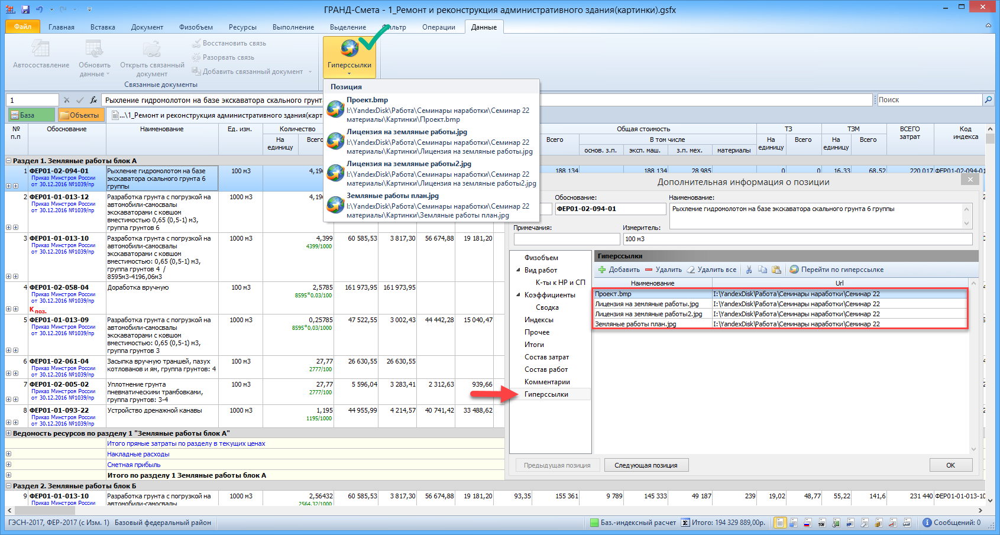 ГРАНД-Смета - 1_Ремонт и реконструкция административного здания(картинки).gsfx
Файл Главная Вставка Документ Физобъем Ресурсы Выполнение Выделение Фильтр Операции Данные
Автосоставление
Обновить данные
Открыть связанный документ
Восстановить связь
Разорвать связь
Добавить связанный документ
Связанные документы
Гиперссылки
Позиция
Проект.bmp
I:\YandexDisk\Работа\Семинары наработки\Семинар 22
материалы\Картинки\Проект.bmp
Лицензия на земляные работы.jpg
I:\YandexDisk\Работа\Семинары наработки\Семинар 22
материалы\Картинки\Лицензия на земляные работы.jpg
Лицензия на земляные работы2.jpg
I:\YandexDisk\Работа\Семинары наработки\Семинар 22
материалы\Картинки\Лицензия на земляные работы2.jpg
Земляные работы план.jpg
I:\YandexDisk\Работа\Семинары наработки\Семинар 22
материалы\Картинки\Земляные работы план.jpg
1 fx Рыхление гидромолотом на базе экскаватора скального грунт
Поиск
База Объекты ...\1_Ремонт и реконструкция административного здания(карт
№ п.п Обоснование Наименование Ед. изм. Количество Общая стоимость ТЗ ТЗМ ВСЕГО затрат Код индекса
На единицу Всего Всего В том числе На единицу Всего На единицу Всего
основ. з.п. эксп. маш. з.п. мех. материалы
Раздел 1. Земляные работы блок А
1 ФЕР01-02-094-01 Рыхление гидромолотом на базе 100 м3 4,196 188 134 188 134 28 985 0 0 16,33 68,52 220 017 ФЕР01-02-094-01
Приказ Минстроя России экскаватора скального грунта 6
от 30.12.2016 №1039/пр группы
2 ФЕР01-01-013-12 Разработка грунта с погрузкой на 1000 м3 4,196
Приказ Минстроя России автомобили-самосвалы
от 30.12.2016 №1039/пр экскаваторами с ковшом
вместимостью 0,65 (0,5-1) м3,
группа грунтов 6
3 ФЕР01-01-013-10 Разработка грунта с погрузкой на 1000 м3 4,399 60 585,53 3 817,30 56 674,88 19 181,20
Приказ Минстроя России автомобили-самосвалы 4399/1000
от 30.12.2016 №1039/пр экскаваторами с ковшом
вместимостью: 0,65 (0,5-1) м3,
группа грунтов 4 /
8595м3-4196,06м3
4 ФЕР01-02-058-04 Доработка вручную 100 м3 2,5785 161 973,95 161 973,95
Приказ Минстроя России 8595*0,03/100
от 30.12.2016 №1039/пр
К поз.
5 ФЕР01-01-013-09 Разработка грунта с погрузкой на 1000 м3 0,25785 47 522,55 3 002,43 44 442,28 15 040,47
Приказ Минстроя России автомобили-самосвалы 8595*0,03/1000
от 30.12.2016 №1039/пр экскаваторами с ковшом
вместимостью: 0,65 (0,5-1) м3,
группа грунтов 3
6 ФЕР01-02-061-04 Засыпка вручную траншей, пазух 100 м3 27,77 26 630,55 26 630,55
Приказ Минстроя России котлованов и ям, группа грунтов: 4 2777/100
от 30.12.2016 №1039/пр
7 ФЕР01-02-005-02 Уплотнение грунта 100 м3 27,77 5 596,04 3 283,41 2 312,63 939,66
Приказ Минстроя России пневматическими трамбовками, 2777/100
от 30.12.2016 №1039/пр группа грунтов: 3-4
8 ФЕР01-01-093-22 Устройство дренажной канавы 1000 м3 1,195 44 955,99 4 214,57 40 741,42 33 488,62
Приказ Минстроя России 1195/1000
от 30.12.2016 №1039/пр
Ведомость ресурсов по разделу 1 "Земляные работы блок А"
Итого прямые затраты по разделу в текущих ценах
Накладные расходы
Сметная прибыль
Итого по разделу 1 Земляные работы блок А
Раздел 2. Земляные работы блок Б
9 ФЕР01-01-013-10 Разработка грунта с погрузкой на 1000 м3 2,56432 60 585,53 3 817,30 56 674,88 19 181,20 93,35 155 361 9 789 145 333 49 187 239 19,02 48,77 55,22 141,6 231 440 ФЕР01-01-013-10
Приказ Минстроя России автомобили-самосвалы 2564,32/1000
Дополнительная информация о позиции
Обоснование: Наименование:
ФЕР01-02-094-01 Рыхление гидромолотом на базе экскаватора скального грунта 6 группы
Примечания: Измеритель:
100 м3
Физобъем
Вид работ
К-ты к НР и СП
Коэффициенты
Сводка
Индексы
Прочее
Итоги
Состав затрат
Состав работ
Комментарии
Гиперссылки
Гиперссылки
Добавить Удалить Удалить все Перейти по гиперссылке
Наименование Url
Проект.bmp I:\YandexDisk\Работа\Семинары наработки\Семинар 22
Лицензия на земляные работы.jpg I:\YandexDisk\Работа\Семинары наработки\Семинар 22
Лицензия на земляные работы2.jpg I:\YandexDisk\Работа\Семинары наработки\Семинар 22
Земляные работы план.jpg I:\YandexDisk\Работа\Семинары наработки\Семинар 22
Предыдущая позиция Следующая позиция ОК
ГЭСН-2017, ФЕР-2017 (с Изм. 1) Базовый федеральный район Баз.-индексный расчет Итого: 194 329 889,00р. Сообщений: 0